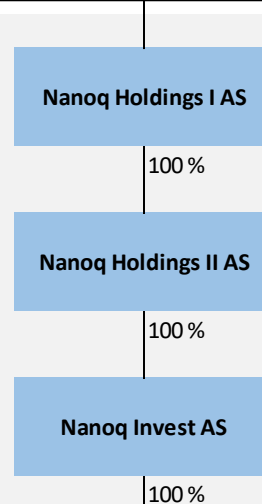 Nanoq Holdings I AS
100 %
Nanoq Holdings II AS
100 %
Nanoq Invest AS
100 %